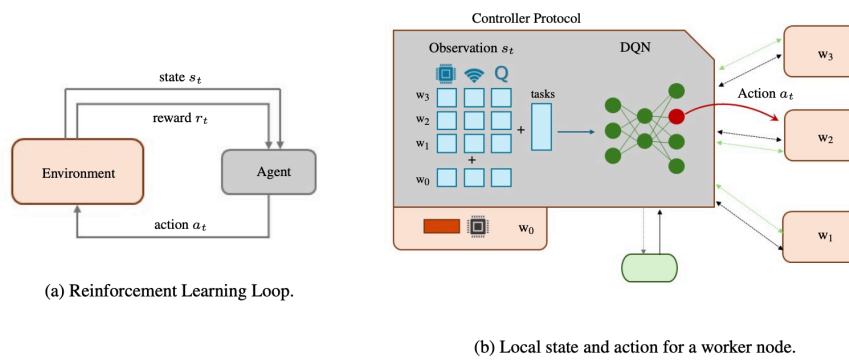 state s_t
reward r_t
Environment
Agent
action a_t
(a) Reinforcement Learning Loop.
Controller Protocol
Observation s_t
DQN
Q
w_3
w_2
w_1
w_0
tasks
+
+
w_0
Action a_t
w_3
w_2
w_1
(b) Local state and action for a worker node.